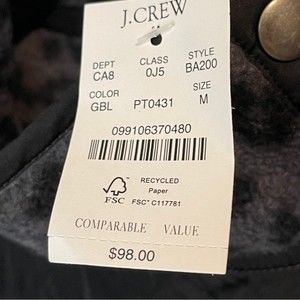 J.CREW
DEPT CLASS STYLE
CA8 0J5 BA200
COLOR SIZE
GBL PT0431 M
099106370480
RECYCLED
Paper
FSC FSC® C117781
COMPARABLE VALUE
$98.00